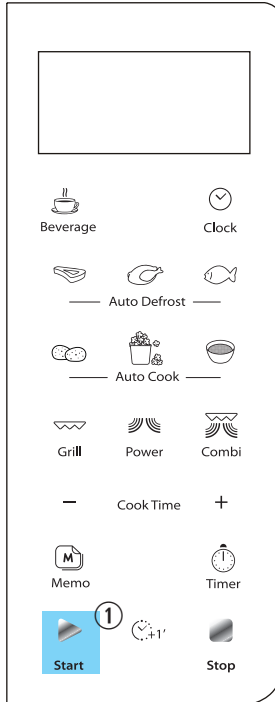 Beverage Clock
Auto Defrost
Auto Cook
Grill Power Combi
− Cook Time +
M
Memo Timer
① +1'
Start Stop